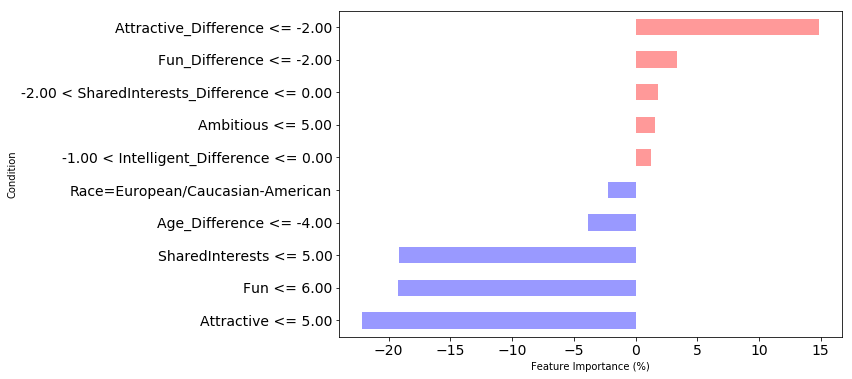 Attractive_Difference <= -2.00
Fun_Difference <= -2.00
-2.00 < SharedInterests_Difference <= 0.00
Ambitious <= 5.00
-1.00 < Intelligent_Difference <= 0.00
Race=European/Caucasian-American
Age_Difference <= -4.00
SharedInterests <= 5.00
Fun <= 6.00
Attractive <= 5.00
Condition
−20 −15 −10 −5 0 5 10 15
Feature Importance (%)